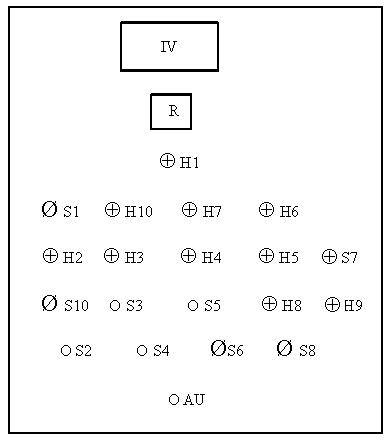 IV
R
⊕ H1
Ø S1 ⊕ H10 ⊕ H7 ⊕ H6
⊕ H2 ⊕ H3 ⊕ H4 ⊕ H5 ⊕ S7
Ø S10 ○ S3 ○ S5 ⊕ H8 ⊕ H9
○ S2 ○ S4 Ø S6 Ø S8
○ AU